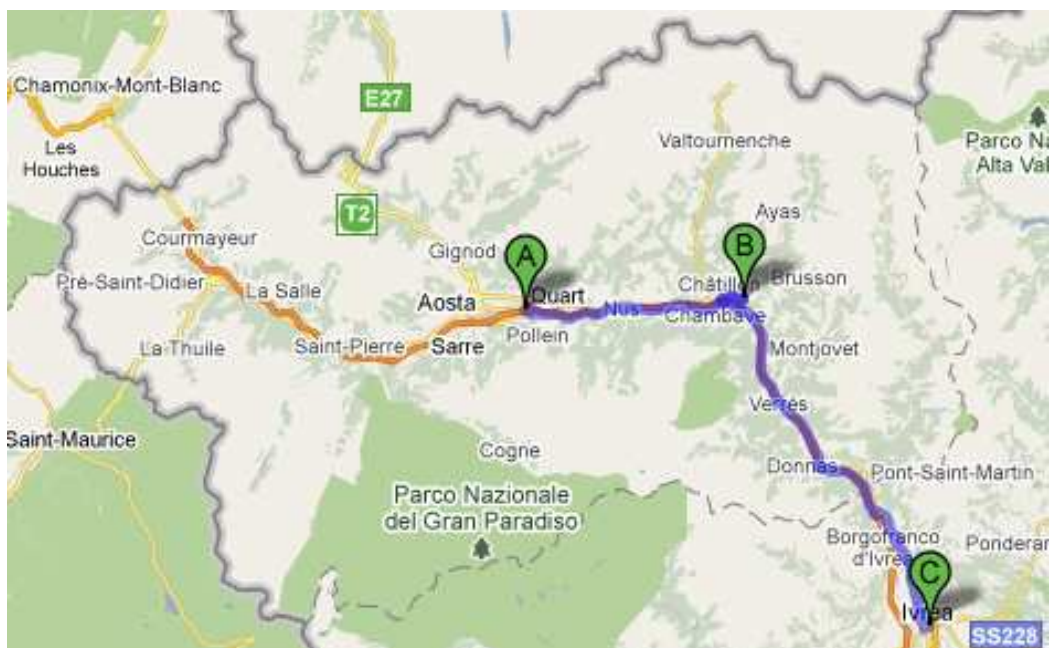 E27
Chamonix-Mont-Blanc
Les
Houches
Valtournenche
Parco Na
Alta Val
T2
Ayas
Courmayeur
Gignod
A
B
Pré-Saint-Didier
La Salle
Châtillon
Brusson
Aosta
Quart
Nus
Chambave
La-Thuile
Saint-Pierre
Sarre
Pollein
Montjovet
Verres
Saint-Maurice
Cogne
Donnas
Pont-Saint-Martin
Parco Nazionale
del Gran Paradiso
Borgofranco
d'Ivrea
Ponderan
C
Ivrea
SS228